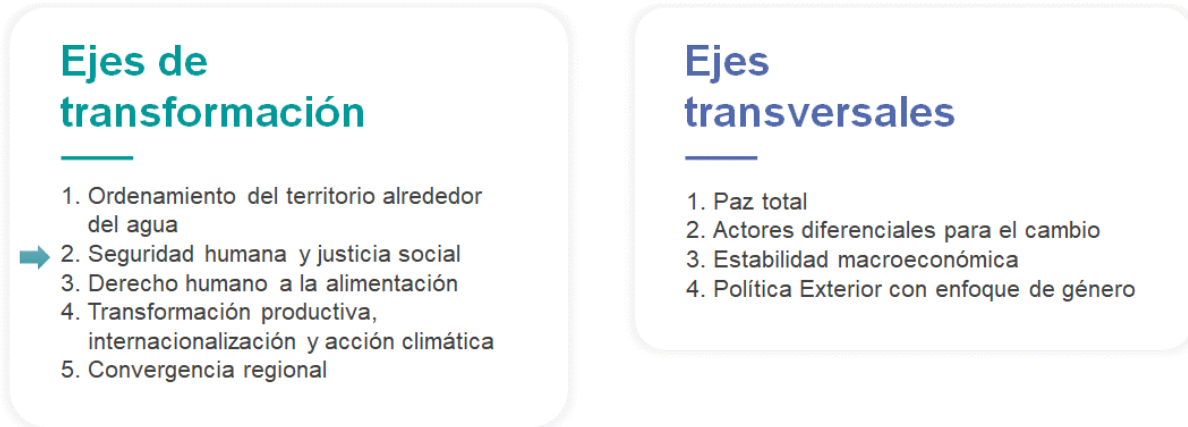 Ejes de
transformación
1. Ordenamiento del territorio alrededor
del agua
2. Seguridad humana y justicia social
3. Derecho humano a la alimentación
4. Transformación productiva,
internacionalización y acción climática
5. Convergencia regional
Ejes
transversales
1. Paz total
2. Actores diferenciales para el cambio
3. Estabilidad macroeconómica
4. Política Exterior con enfoque de género